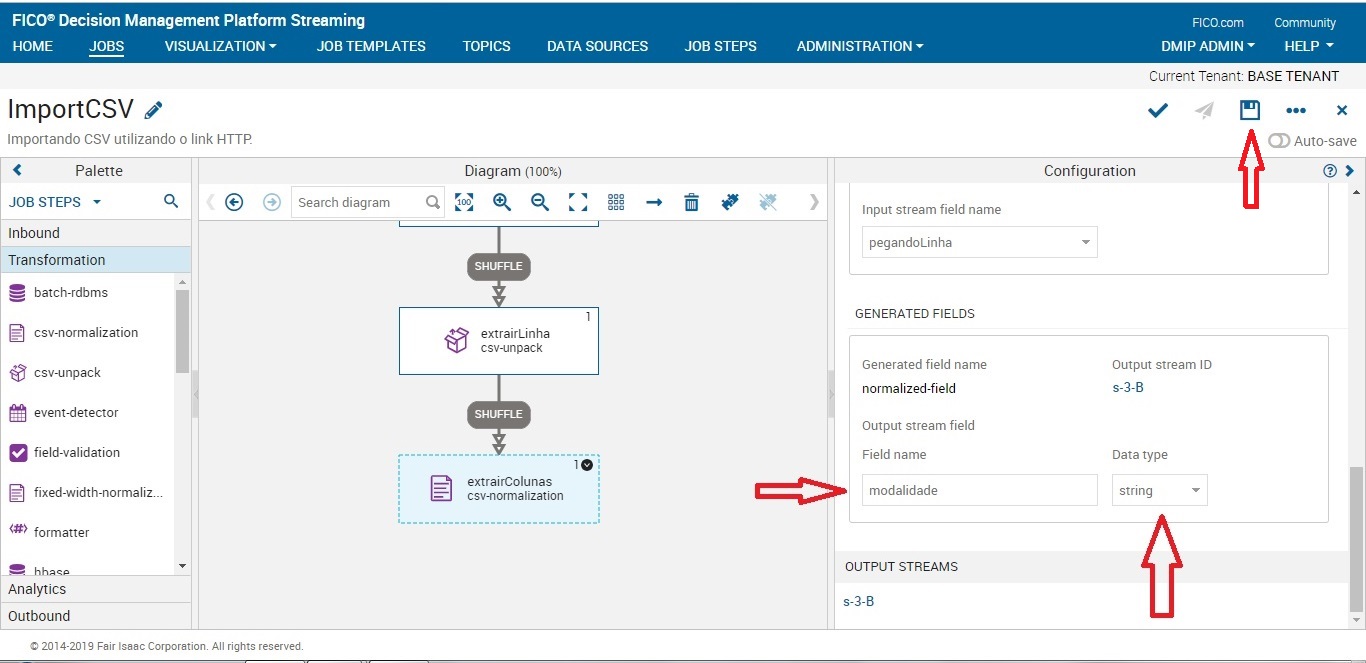 FICO® Decision Management Platform Streaming
FICO.com Community
HOME JOBS VISUALIZATION JOB TEMPLATES TOPICS DATA SOURCES JOB STEPS ADMINISTRATION DMIP ADMIN HELP
Current Tenant: BASE TENANT
ImportCSV
Importando CSV utilizando o link HTTP.
Auto-save
Palette
Diagram (100%)
Configuration
JOB STEPS
Search diagram
100
Inbound
Transformation
batch-rdbms
csv-normalization
csv-unpack
event-detector
field-validation
fixed-width-normaliz...
formatter
hbase
Analytics
Outbound
SHUFFLE
1
extrairLinha
csv-unpack
SHUFFLE
1
extrairColunas
csv-normalization
Input stream field name
pegandoLinha
GENERATED FIELDS
Generated field name Output stream ID
normalized-field s-3-B
Output stream field
Field name Data type
modalidade string
OUTPUT STREAMS
s-3-B
© 2014-2019 Fair Isaac Corporation. All rights reserved.